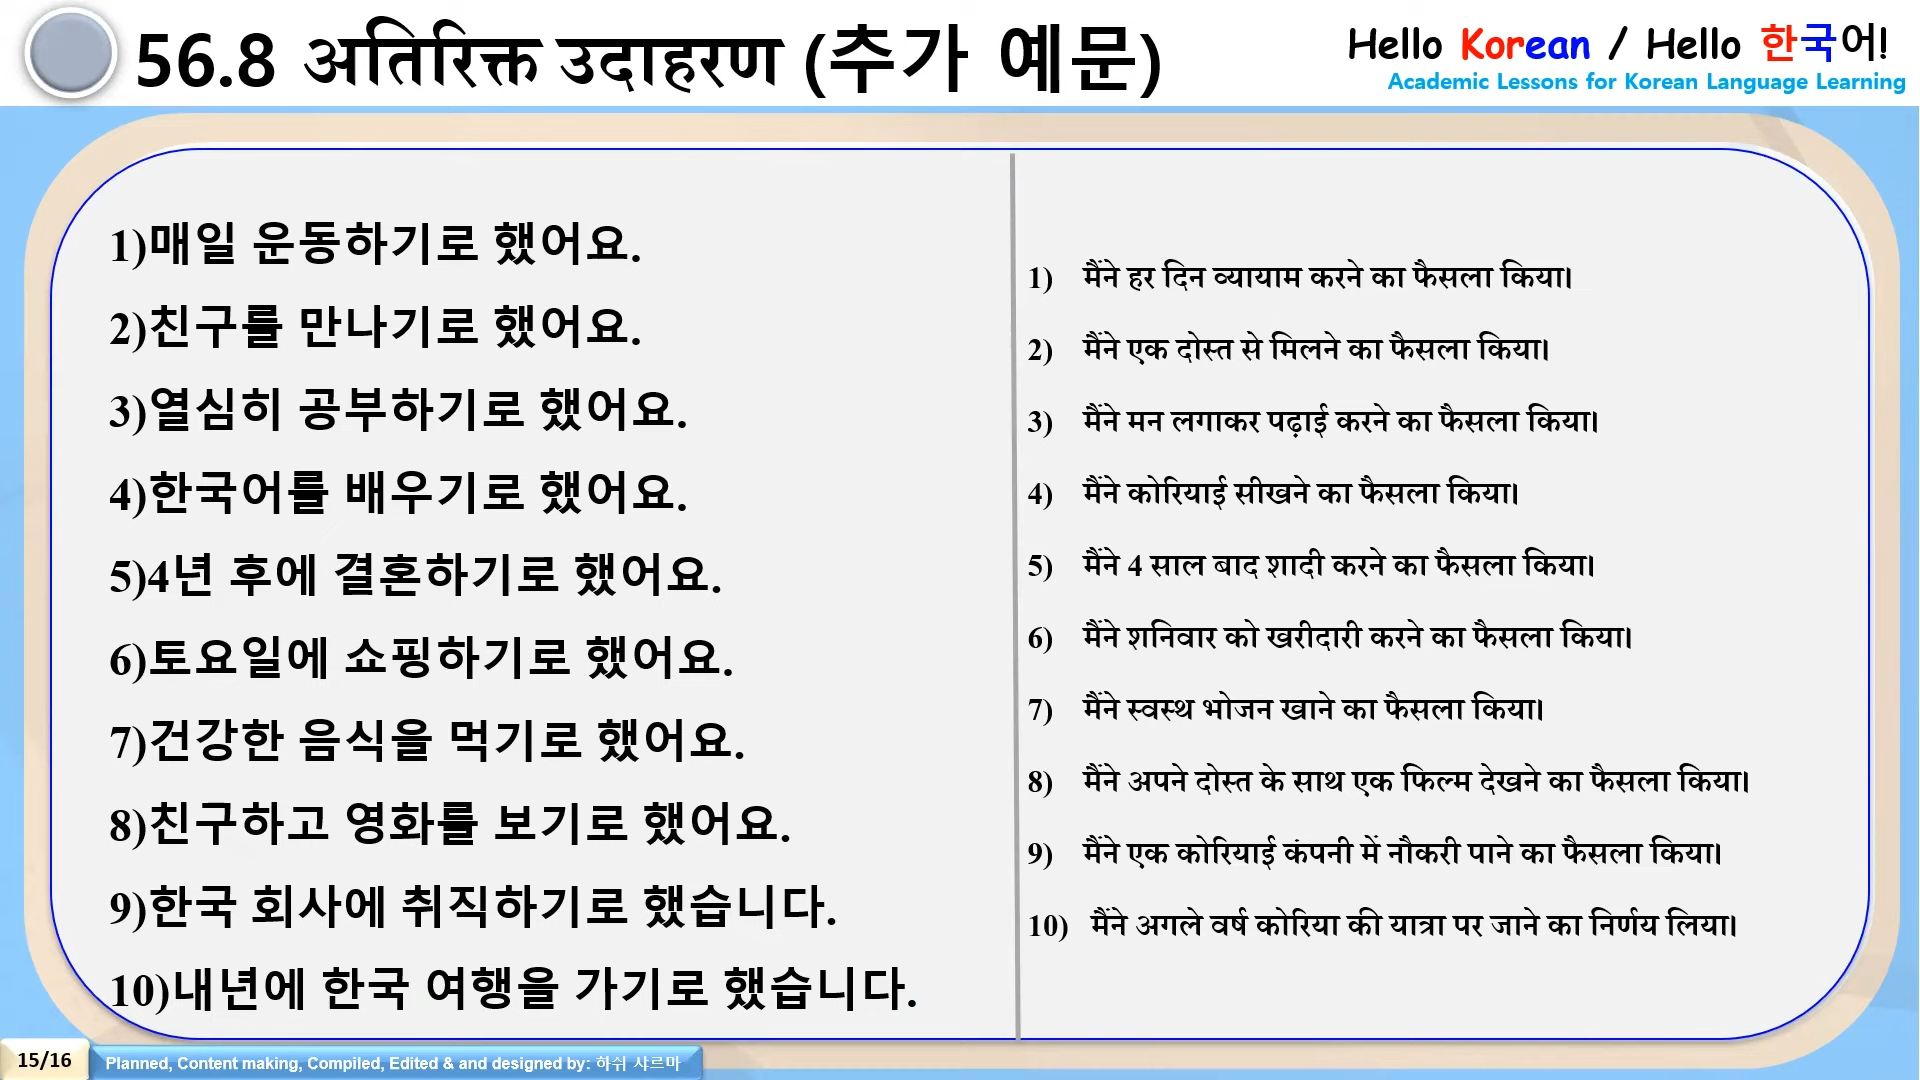 56.8 अतिरिक्त उदाहरण (추가 예문)
Hello Korean / Hello 한국어!
Academic Lessons for Korean Language Learning
1)매일 운동하기로 했어요.
2)친구를 만나기로 했어요.
3)열심히 공부하기로 했어요.
4)한국어를 배우기로 했어요.
5)4년 후에 결혼하기로 했어요.
6)토요일에 쇼핑하기로 했어요.
7)건강한 음식을 먹기로 했어요.
8)친구하고 영화를 보기로 했어요.
9)한국 회사에 취직하기로 했습니다.
10)내년에 한국 여행을 가기로 했습니다.
1) मैंने हर दिन व्यायाम करने का फैसला किया।
2) मैंने एक दोस्त से मिलने का फैसला किया।
3) मैंने मन लगाकर पढ़ाई करने का फैसला किया।
4) मैंने कोरियाई सीखने का फैसला किया।
5) मैंने 4 साल बाद शादी करने का फैसला किया।
6) मैंने शनिवार को खरीदारी करने का फैसला किया।
7) मैंने स्वस्थ भोजन खाने का फैसला किया।
8) मैंने अपने दोस्त के साथ एक फिल्म देखने का फैसला किया।
9) मैंने एक कोरियाई कंपनी में नौकरी पाने का फैसला किया।
10) मैंने अगले वर्ष कोरिया की यात्रा पर जाने का निर्णय लिया।
15/16
Planned, Content making, Compiled, Edited & and designed by: 하쉬 샤르마